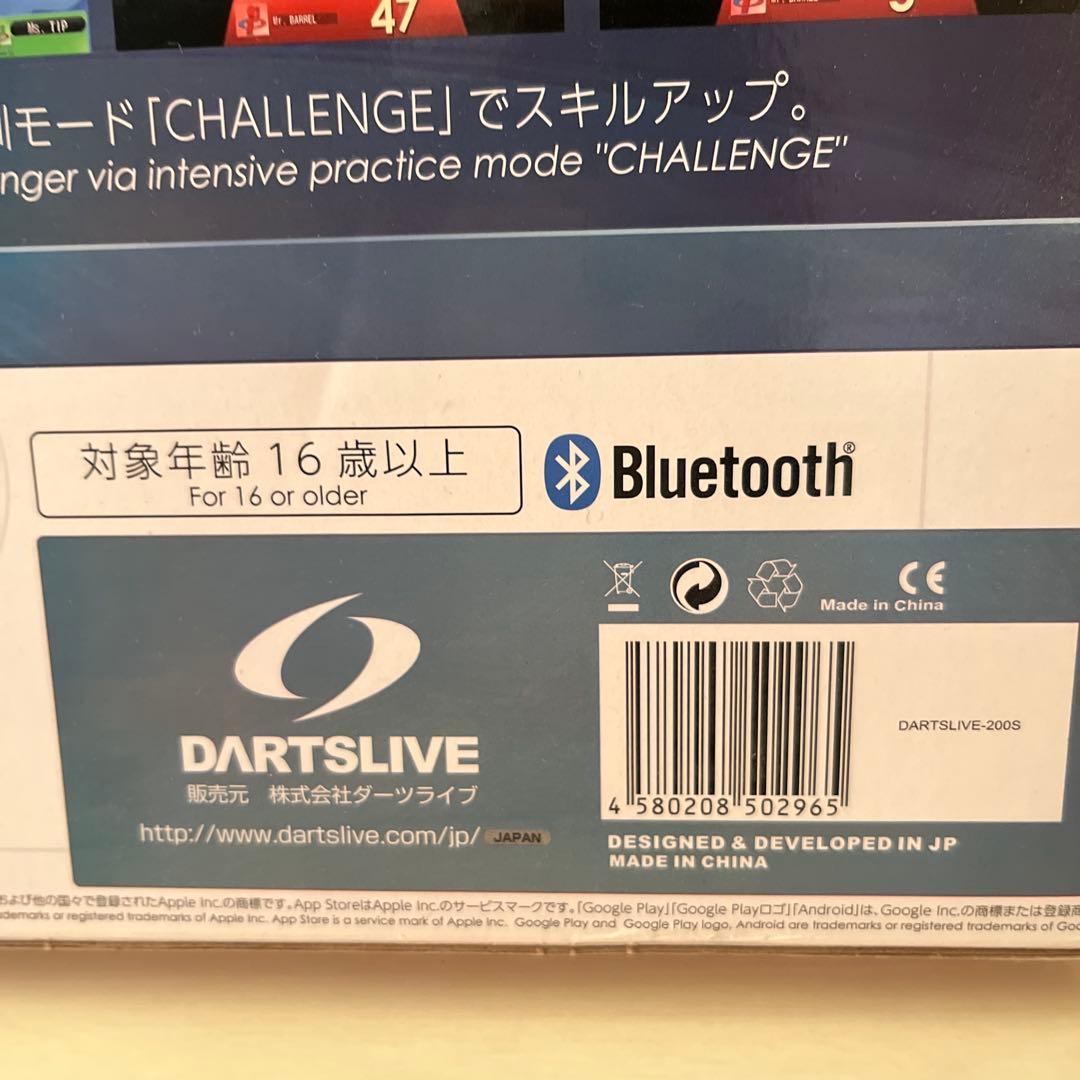 Ms. TIP
Mr. BARREL
47
モード「CHALLENGE」でスキルアップ。
nger via intensive practice mode "CHALLENGE"
対象年齢 16 歳以上
For 16 or older
Bluetooth®
CE
Made in China
DARTSLIVE
販売元 株式会社ダーツライブ
http://www.dartslive.com/jp/ JAPAN
DARTSLIVE-200S
4 580208 502965
DESIGNED & DEVELOPED IN JP
MADE IN CHINA
および他の国々で登録されたApple Inc.の商標です。App StoreはApple Inc.のサービスマークです。「Google Play」「Google Playロゴ」「Android」は、Google Inc.の商標または登録商
demarks or registered trademarks of Apple Inc. App Store is a service mark of Apple Inc. Google Play and Google Play logo, Android are trademarks or registered trademarks of Goo